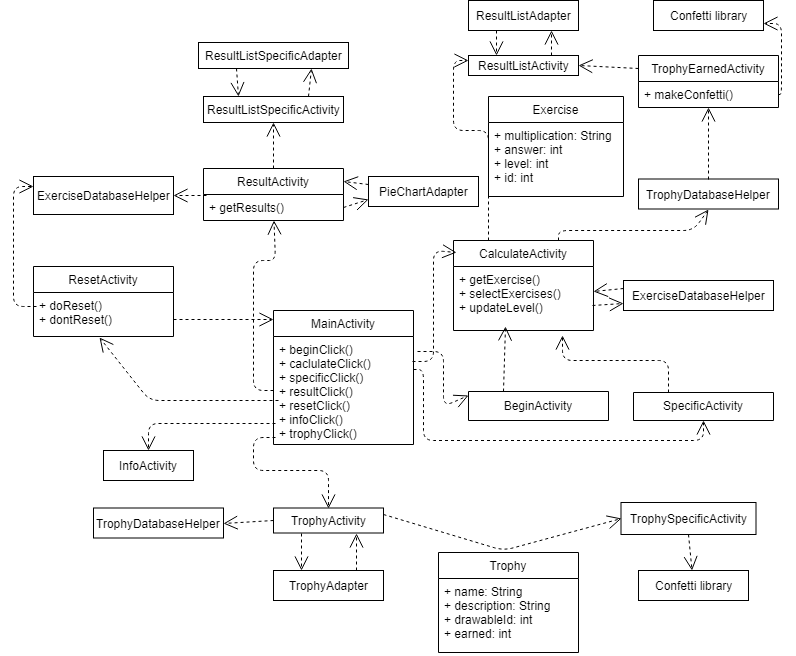 ResultListAdapter
Confetti library
ResultListSpecificAdapter
ResultListActivity
TrophyEarnedActivity
+ makeConfetti()
ResultListSpecificActivity
Exercise
+ multiplication: String
+ answer: int
+ level: int
+ id: int
ExerciseDatabaseHelper
ResultActivity
+ getResults()
PieChartAdapter
TrophyDatabaseHelper
CalculateActivity
+ getExercise()
+ selectExercises()
+ updateLevel()
ExerciseDatabaseHelper
ResetActivity
+ doReset()
+ dontReset()
MainActivity
+ beginClick()
+ caclulateClick()
+ specificClick()
+ resultClick()
+ resetClick()
+ infoClick()
+ trophyClick()
BeginActivity
SpecificActivity
InfoActivity
TrophyDatabaseHelper
TrophyActivity
TrophySpecificActivity
TrophyAdapter
Trophy
+ name: String
+ description: String
+ drawableId: int
+ earned: int
Confetti library